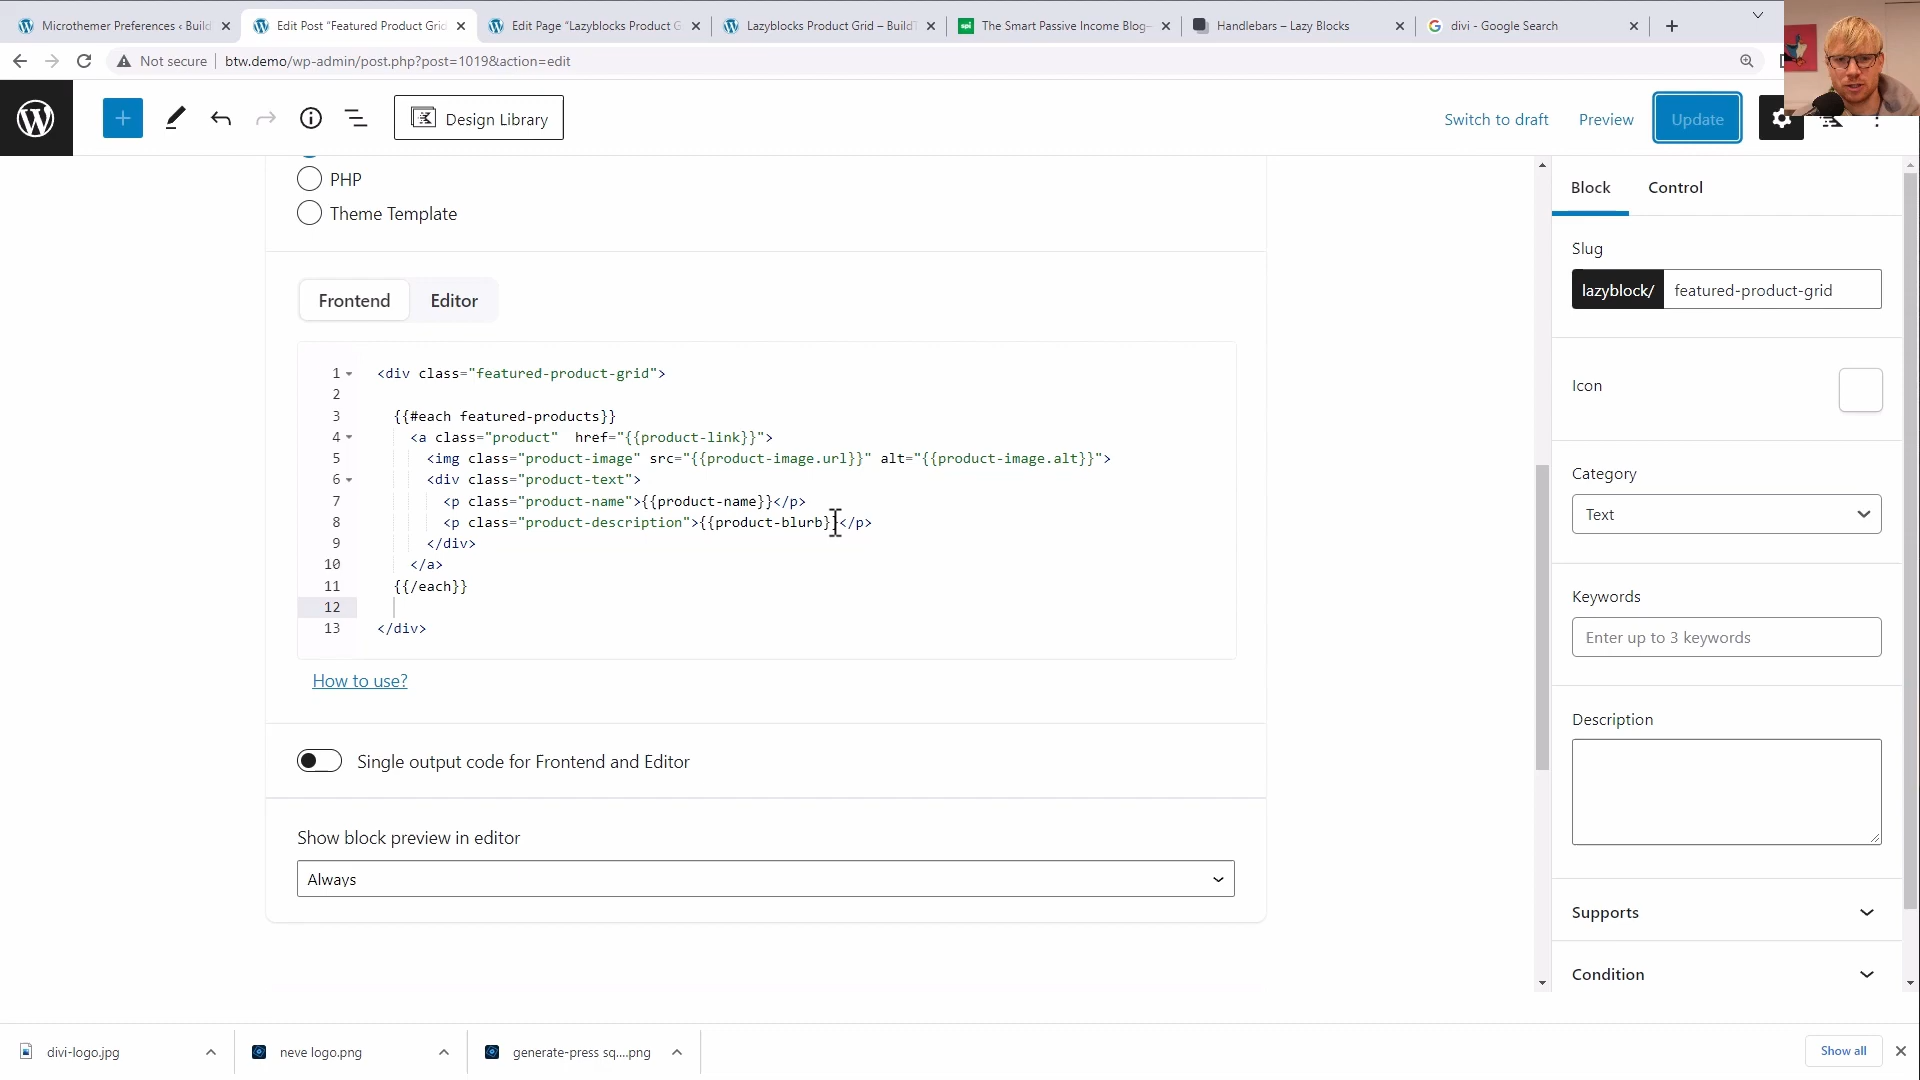 Microthemer Preferences ‹ Build
Edit Post “Featured Product Grid
Edit Page “Lazyblocks Product G
Lazyblocks Product Grid – BuildT
The Smart Passive Income Blog–
Handlebars – Lazy Blocks
divi - Google Search
Not secure
btw.demo/wp-admin/post.php?post=1019&action=edit
Design Library
Switch to draft
Preview
Update
PHP
Theme Template
Frontend
Editor
1 <div class="featured-product-grid">
2
3 {{#each featured-products}}
4 <a class="product"  href="{{product-link}}">
5 <img class="product-image" src="{{product-image.url}}" alt="{{product-image.alt}}">
6 <div class="product-text">
7 <p class="product-name">{{product-name}}</p>
8 <p class="product-description">{{product-blurb}}</p>
9 </div>
10 </a>
11 {{/each}}
12
13 </div>
How to use?
Single output code for Frontend and Editor
Show block preview in editor
Always
Block
Control
Slug
lazyblock/
featured-product-grid
Icon
Category
Text
Keywords
Enter up to 3 keywords
Description
Supports
Condition
divi-logo.jpg
neve logo.png
generate-press sq....png
Show all